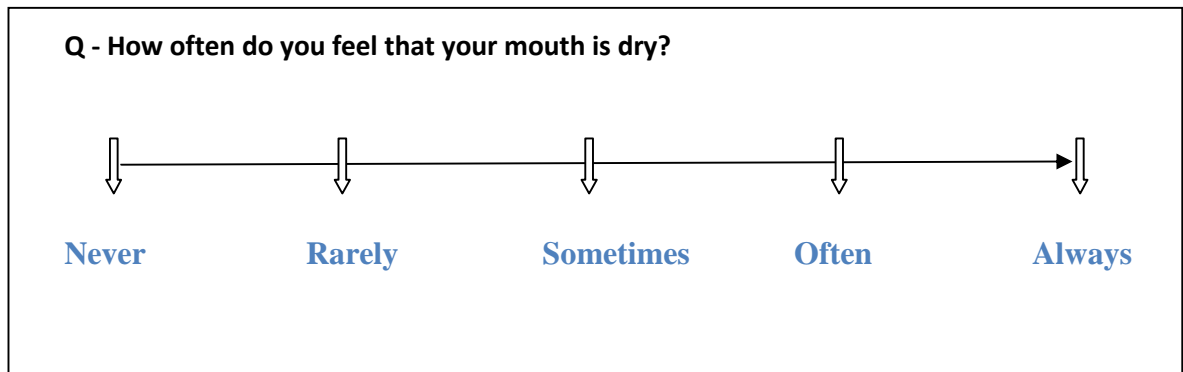 Q - How often do you feel that your mouth is dry?
Never Rarely Sometimes Often Always